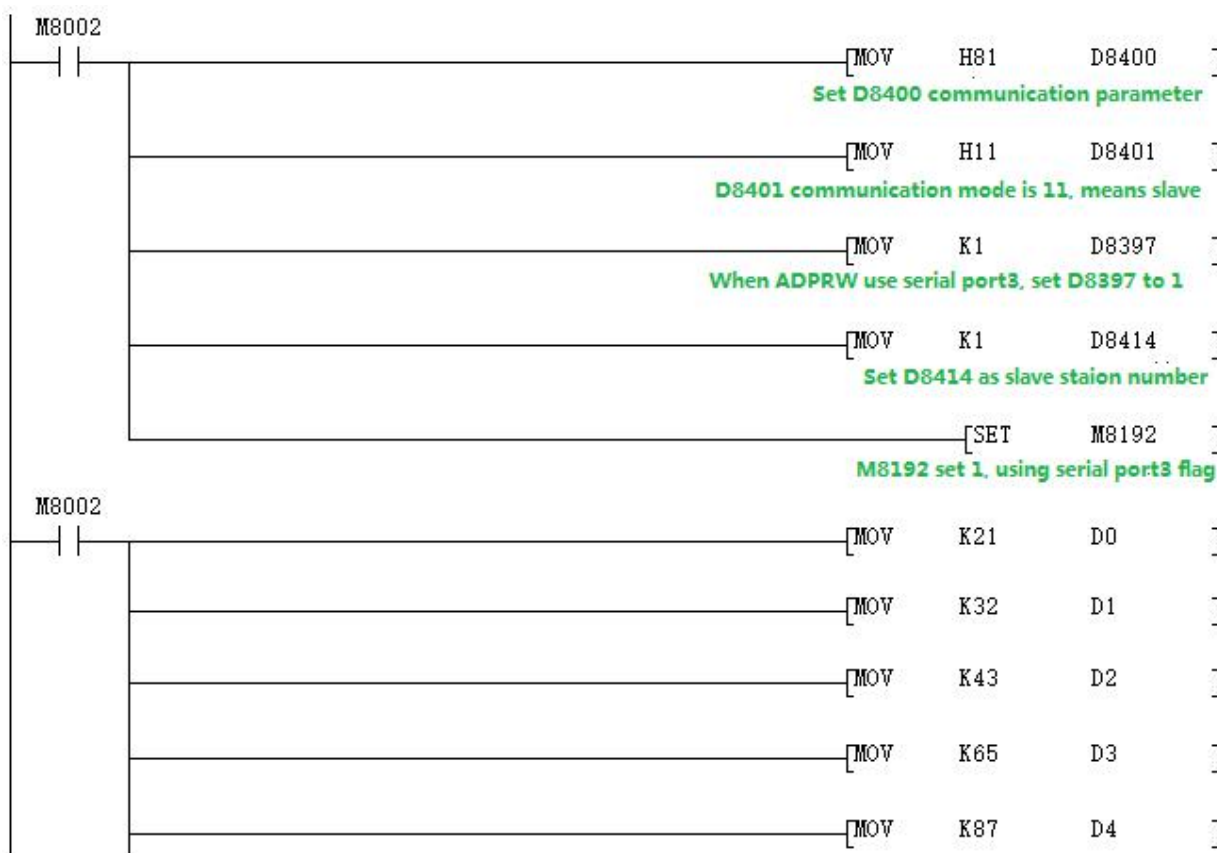 M8002
MOV H81 D8400
Set D8400 communication parameter
MOV H11 D8401
D8401 communication mode is 11, means slave
MOV K1 D8397
When ADPRW use serial port3, set D8397 to 1
MOV K1 D8414
Set D8414 as slave staion number
SET M8192
M8192 set 1, using serial port3 flag
M8002
MOV K21 D0
MOV K32 D1
MOV K43 D2
MOV K65 D3
MOV K87 D4